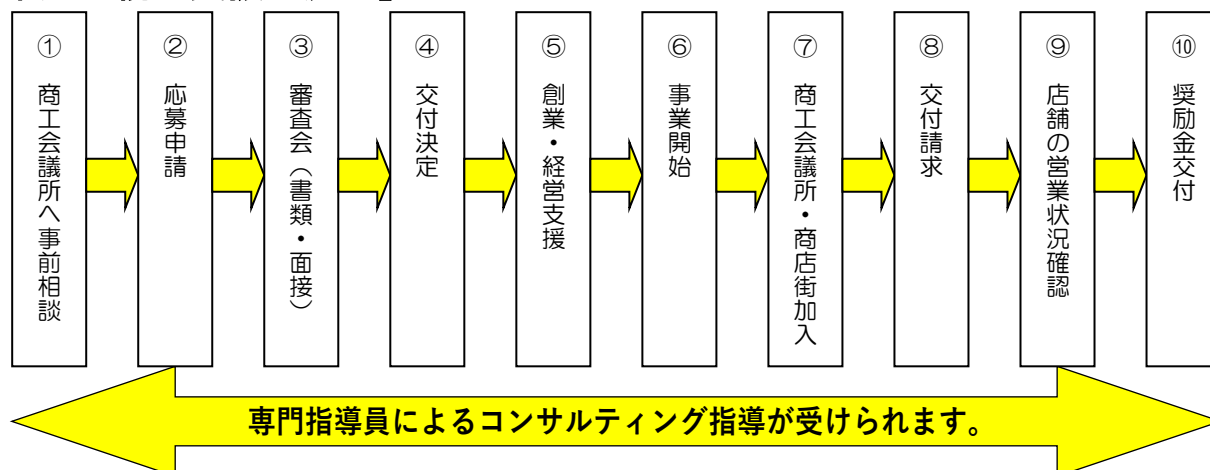 ① 商工会議所へ事前相談
② 応募申請
③ 審査会（書類・面接）
④ 交付決定
⑤ 創業・経営支援
⑥ 事業開始
⑦ 商工会議所・商店街加入
⑧ 交付請求
⑨ 店舗の営業状況確認
⑩ 奨励金交付
専門指導員によるコンサルティング指導が受けられます。